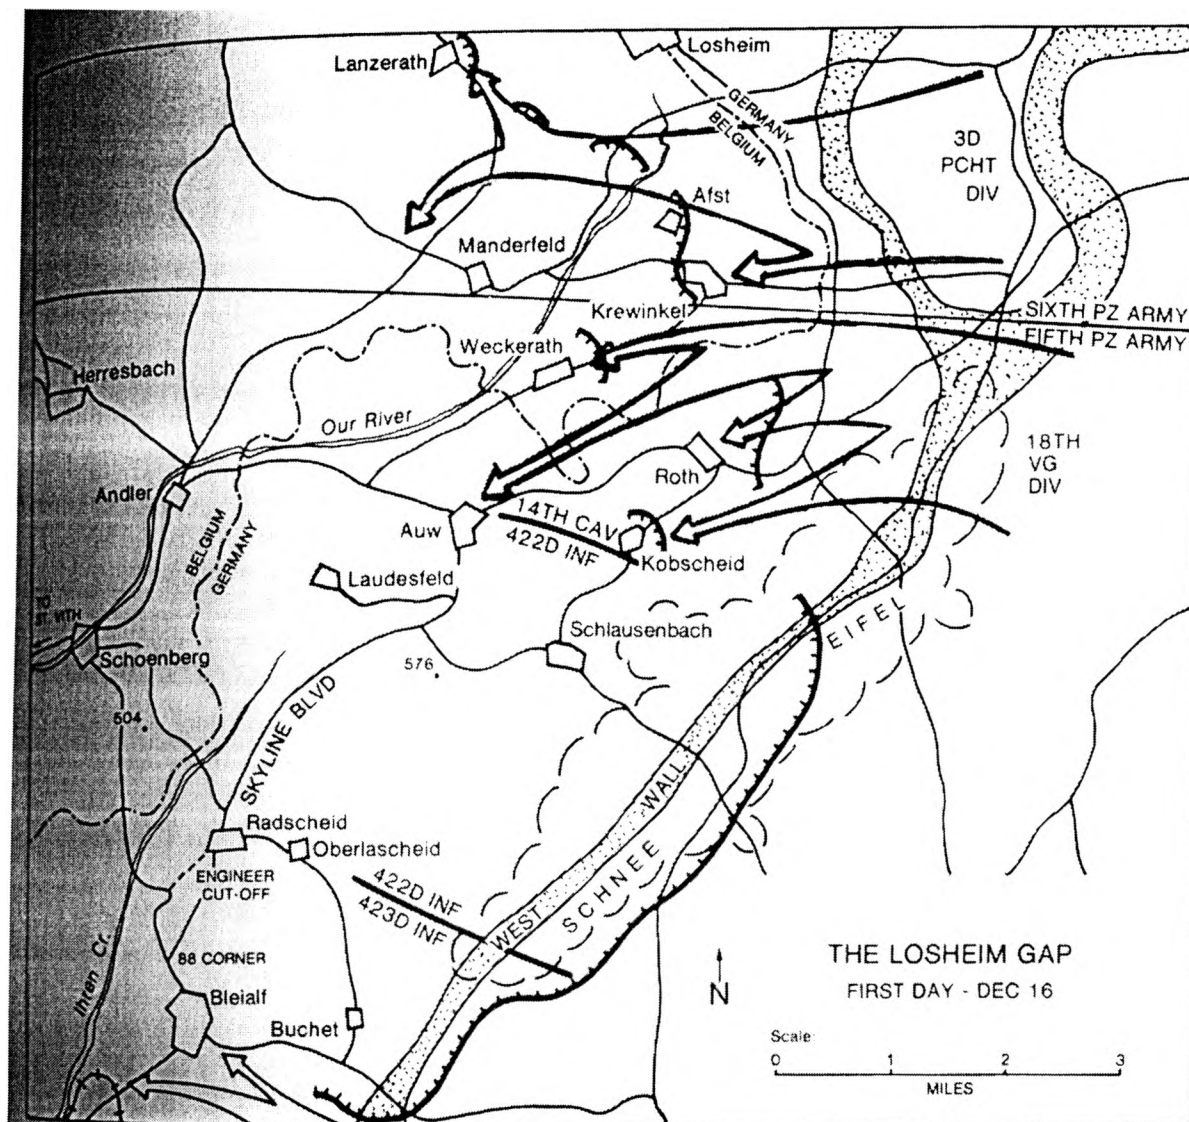 Lanzerath
Losheim
GERMANY
BELGIUM
3D
PCHT
DIV
Afst
Manderfeld
Krewinkel
SIXTH PZ ARMY
FIFTH PZ ARMY
Weckerath
Herresbach
Our River
18TH
VG
DIV
Roth
Andler
Auw
14TH CAV
422D INF
Kobscheid
BELGIUM
GERMANY
Laudesfeld
TO
ST. VITH
Schoenberg
Schlausenbach
EIFEL
576
504
SKYLINE BLVD
WEST WALL
SCHNEE
Radscheid
Oberlascheid
ENGINEER
CUT-OFF
422D INF
423D INF
Ihren Cr.
88 CORNER
Bleialf
Buchet
N
THE LOSHEIM GAP
FIRST DAY - DEC 16
Scale:
0 1 2 3
MILES